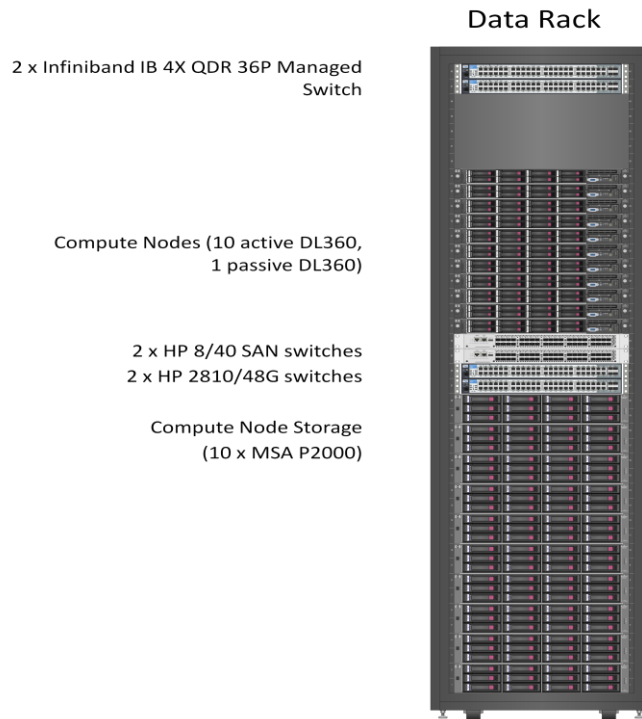 Data Rack
2 x Infiniband IB 4X QDR 36P Managed
Switch
Compute Nodes (10 active DL360,
1 passive DL360)
2 x HP 8/40 SAN switches
2 x HP 2810/48G switches
Compute Node Storage
(10 x MSA P2000)